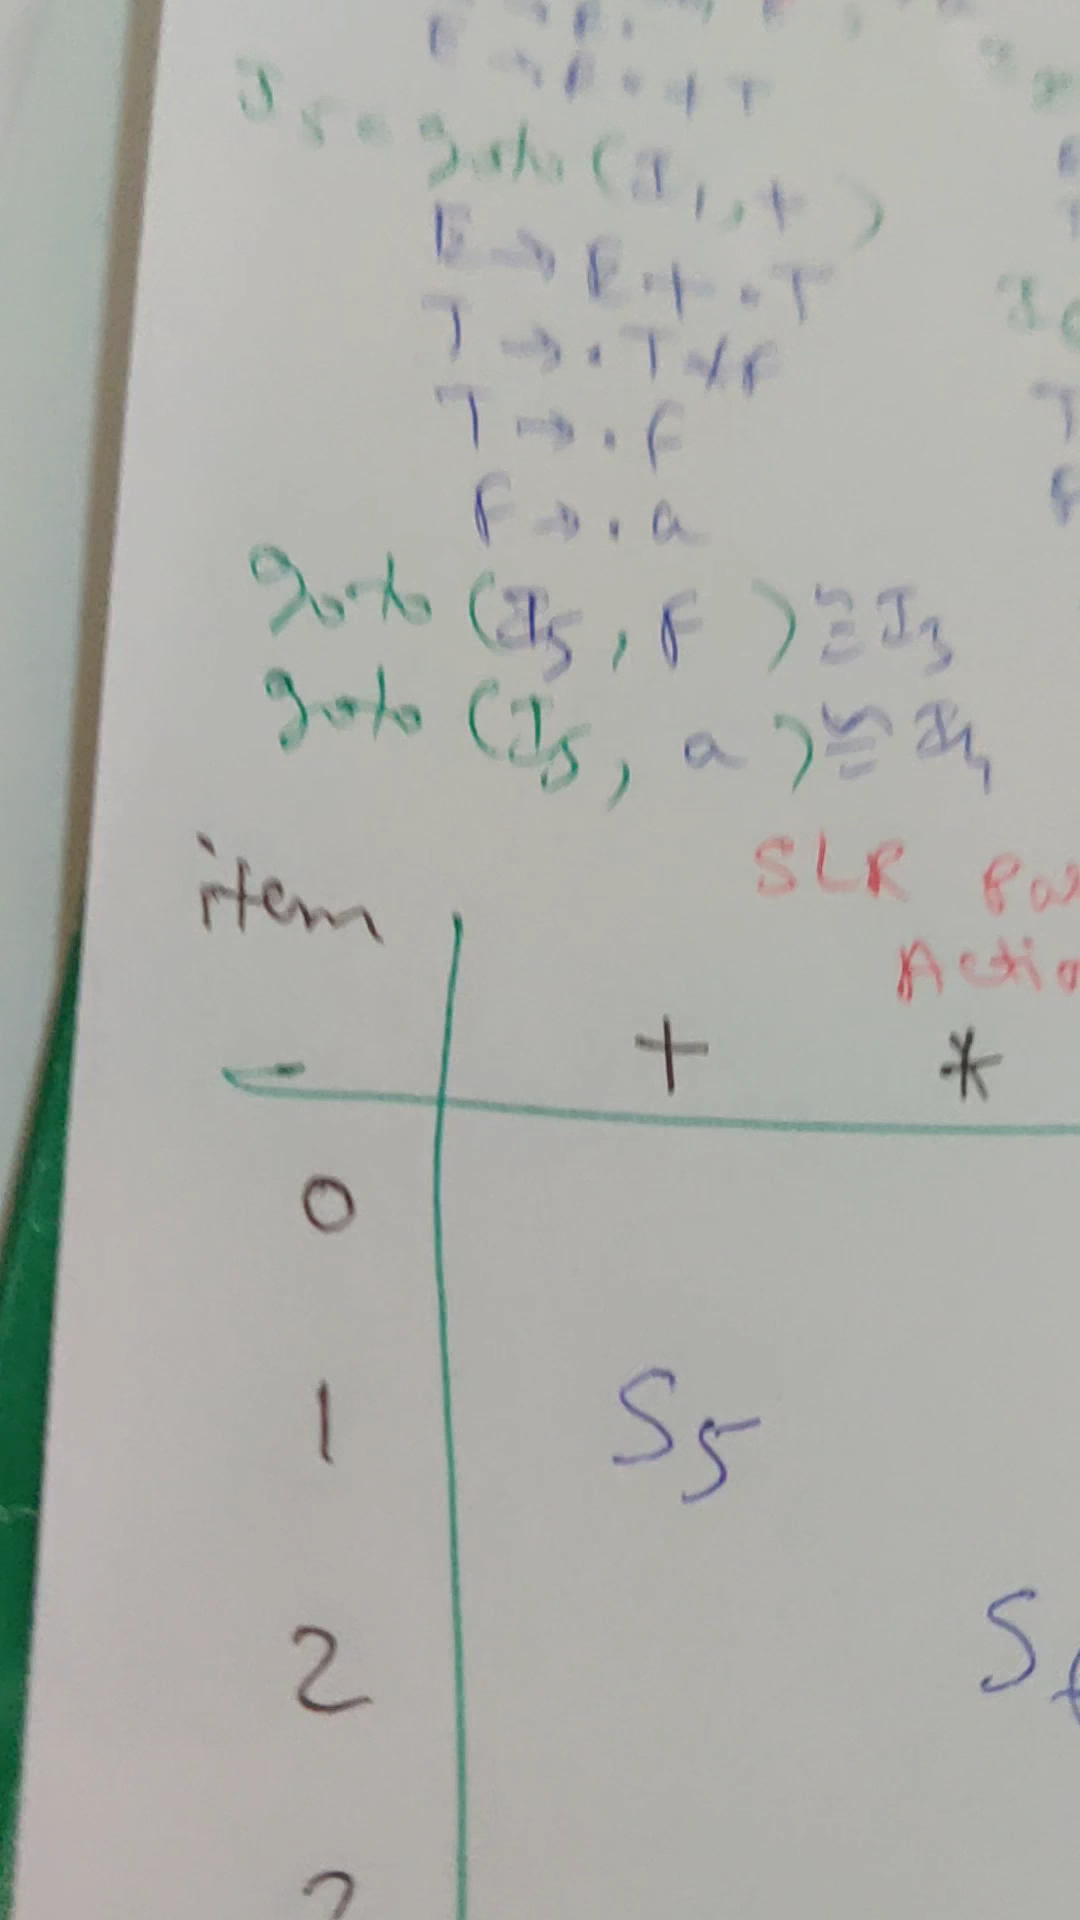 E → E . + T
I5 = goto (I1, +)
E → E + . T
T → . T * F
T → . F
F → . a
goto (I5, F) ≅ I3
goto (I5, a) ≅ I4
item
SLR
+ *
0
1 S5
2 S